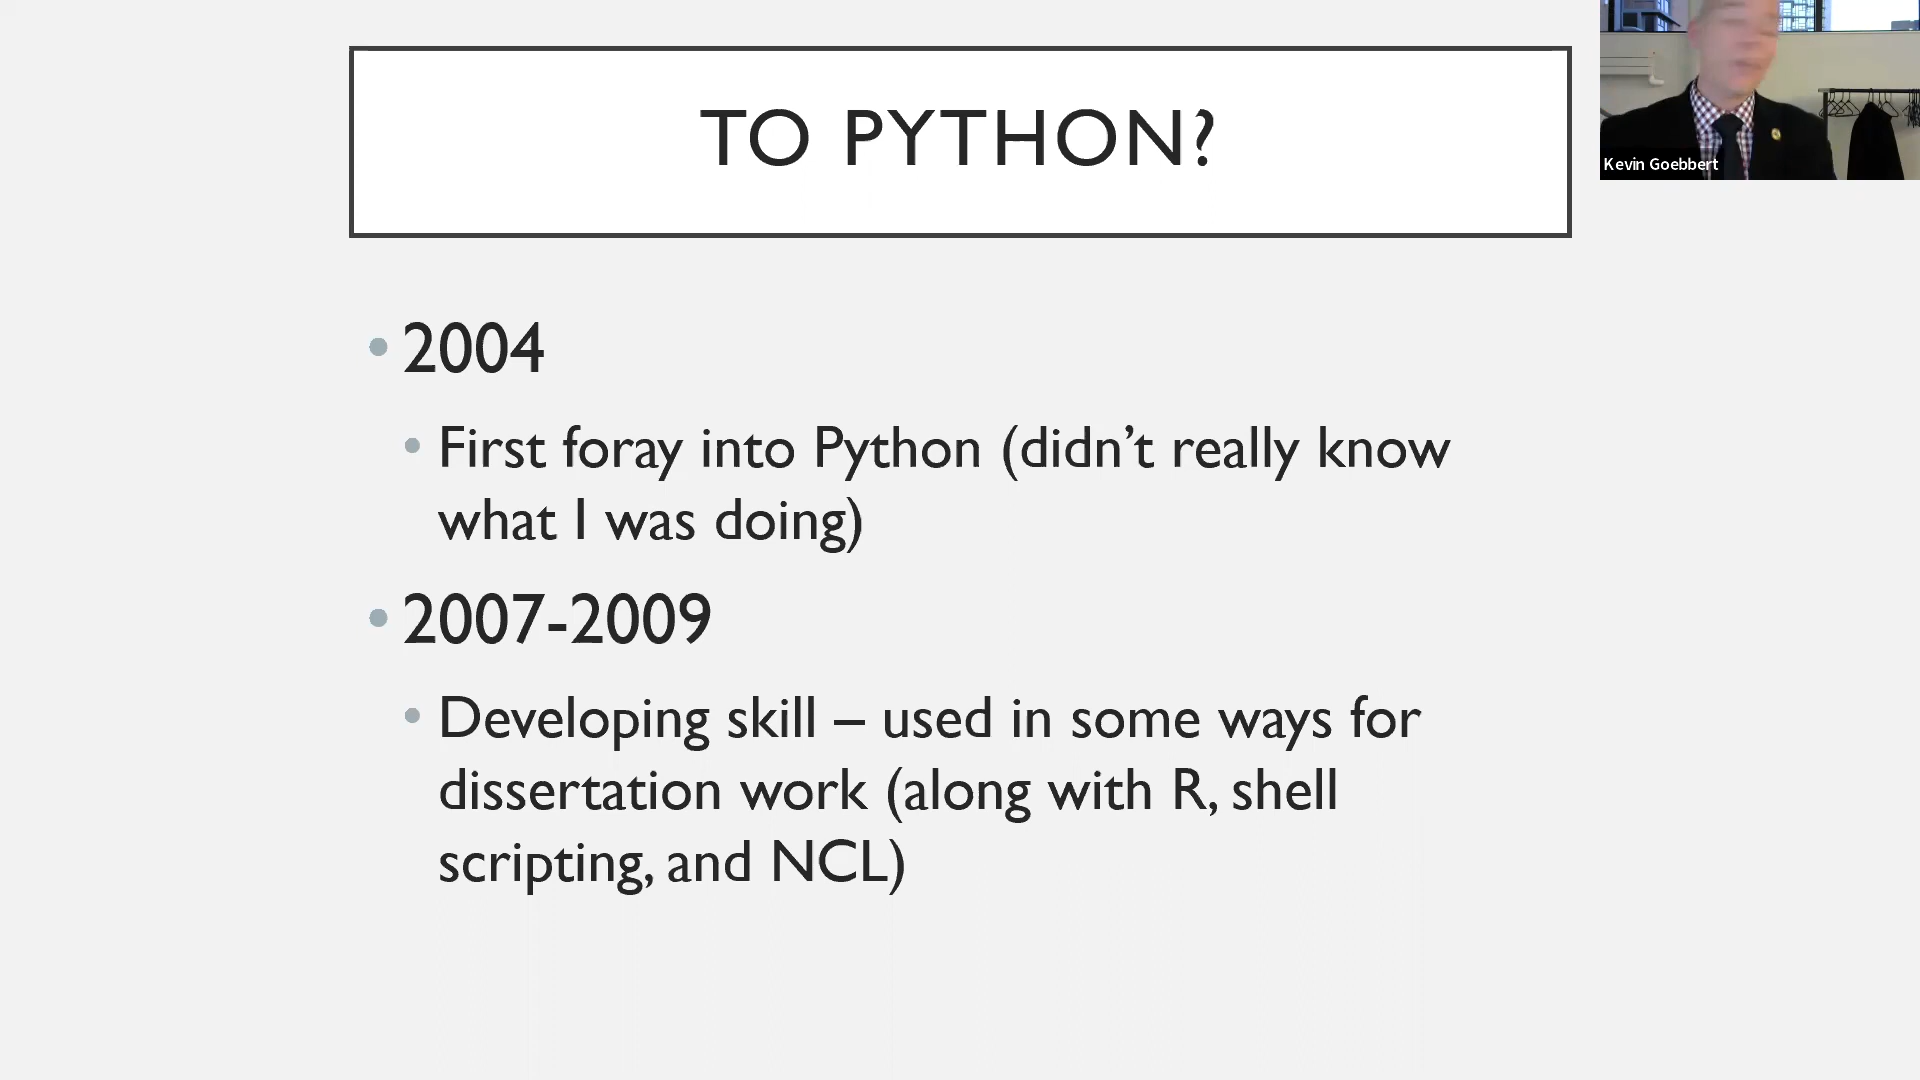 TO PYTHON?
Kevin Goebbert
• 2004
• First foray into Python (didn’t really know
what I was doing)
• 2007-2009
• Developing skill – used in some ways for
dissertation work (along with R, shell
scripting, and NCL)